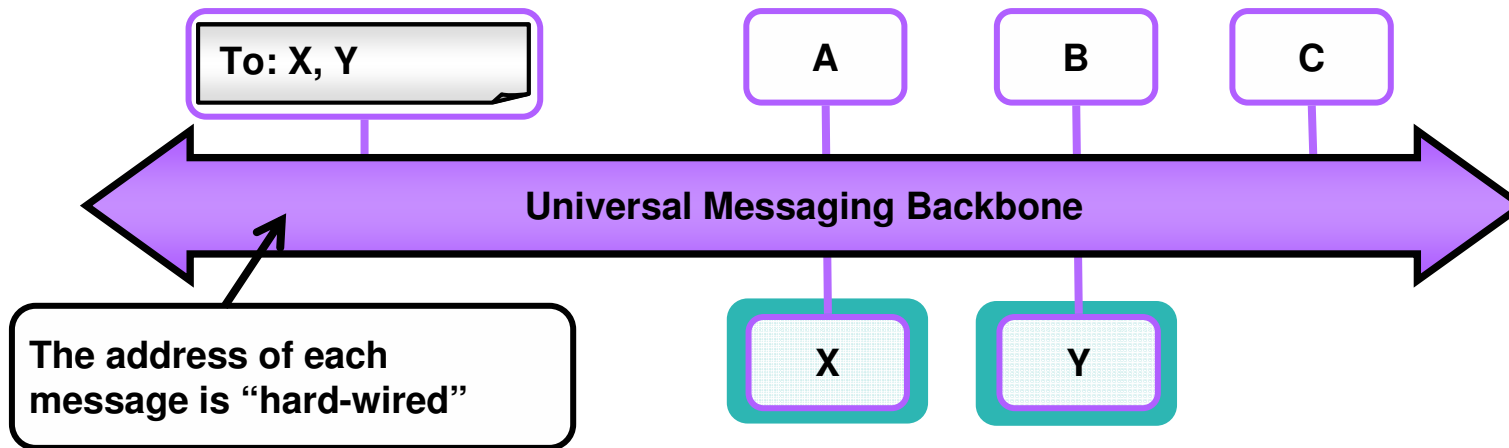 To: X, Y
A
B
C
Universal Messaging Backbone
The address of each
message is “hard-wired”
X
Y